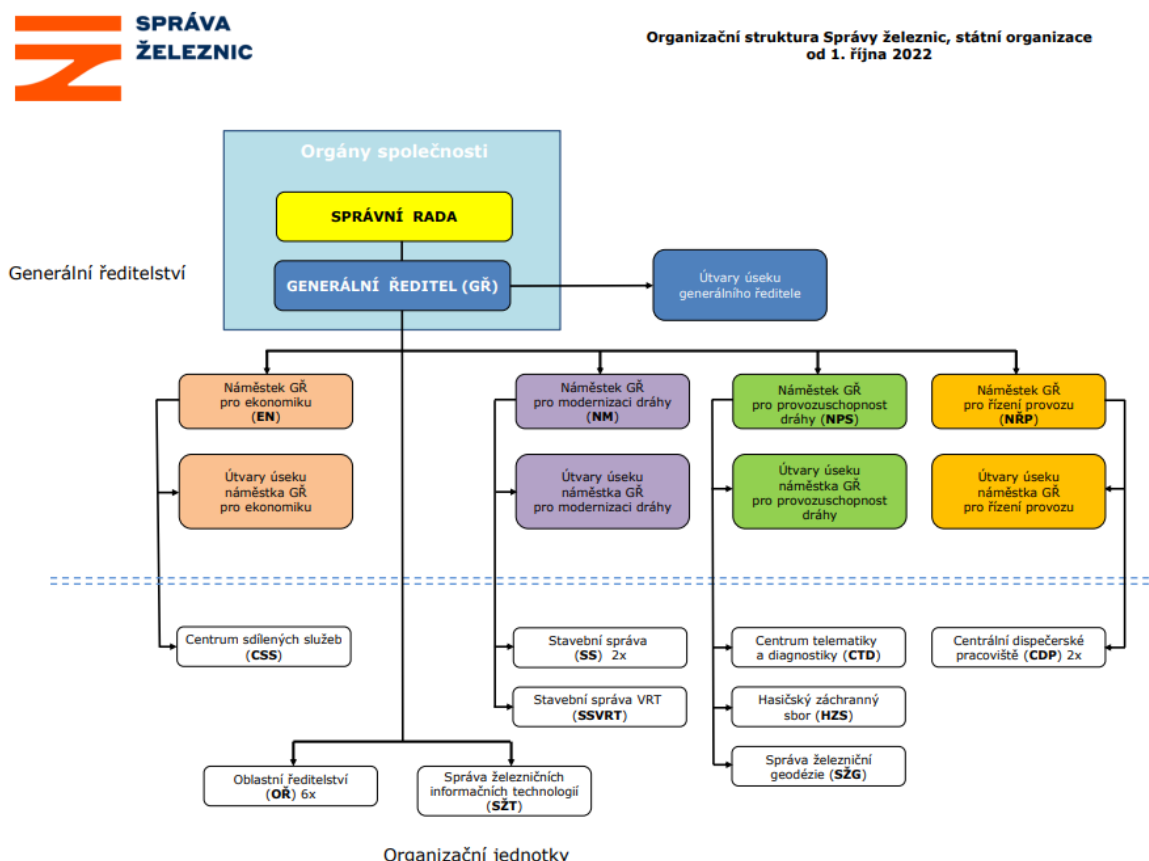 SPRÁVA
ŽELEZNIC
Organizační struktura Správy železnic, státní organizace
od 1. října 2022
Orgány společnosti
SPRÁVNÍ RADA
Generální ředitelství
GENERÁLNÍ ŘEDITEL (GŘ)
Útvary úseku
generálního ředitele
Náměstek GŘ
pro ekonomiku
(EN)
Náměstek GŘ
pro modernizaci dráhy
(NM)
Náměstek GŘ
pro provozuschopnost
dráhy (NPS)
Náměstek GŘ
pro řízení provozu
(NŘP)
Útvary úseku
náměstka GŘ
pro ekonomiku
Útvary úseku
náměstka GŘ
pro modernizaci dráhy
Útvary úseku
náměstka GŘ
pro provozuschopnost
dráhy
Útvary úseku
náměstka GŘ
pro řízení provozu
Centrum sdílených služeb
(CSS)
Stavební správa
(SS) 2x
Centrum telematiky
a diagnostiky (CTD)
Centrální dispečerské
pracoviště (CDP) 2x
Stavební správa VRT
(SSVRT)
Hasičský záchranný
sbor (HZS)
Oblastní ředitelství
(OŘ) 6x
Správa železničních
informačních technologií
(SŽT)
Správa železniční
geodézie (SŽG)
Organizační jednotky